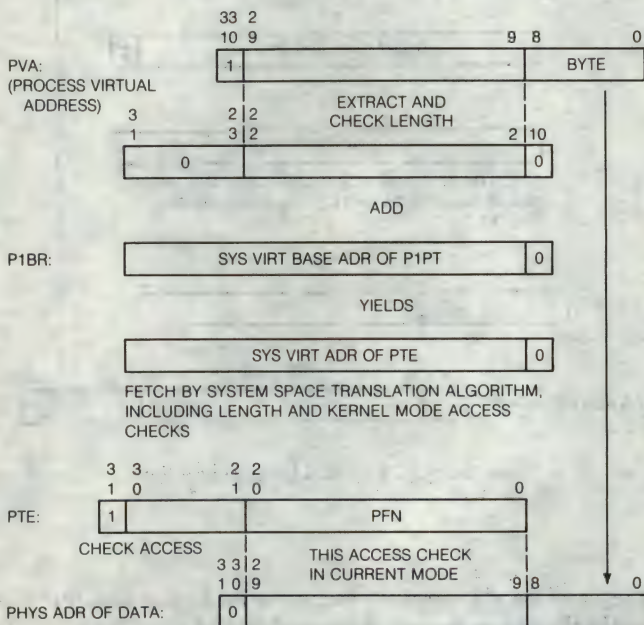 33 2
10 9 9 8 0
PVA: 1 BYTE
(PROCESS VIRTUAL
ADDRESS)
EXTRACT AND
CHECK LENGTH
3 2 2
1 3 2 2 10
0 0
ADD
P1BR: SYS VIRT BASE ADR OF P1PT 0
YIELDS
SYS VIRT ADR OF PTE 0
FETCH BY SYSTEM SPACE TRANSLATION ALGORITHM,
INCLUDING LENGTH AND KERNEL MODE ACCESS
CHECKS
3 3 2 2
1 0 1 0 0
PTE: 1 PFN
CHECK ACCESS
THIS ACCESS CHECK
IN CURRENT MODE
3 3 2
1 0 9 9 8 0
PHYS ADR OF DATA: 0